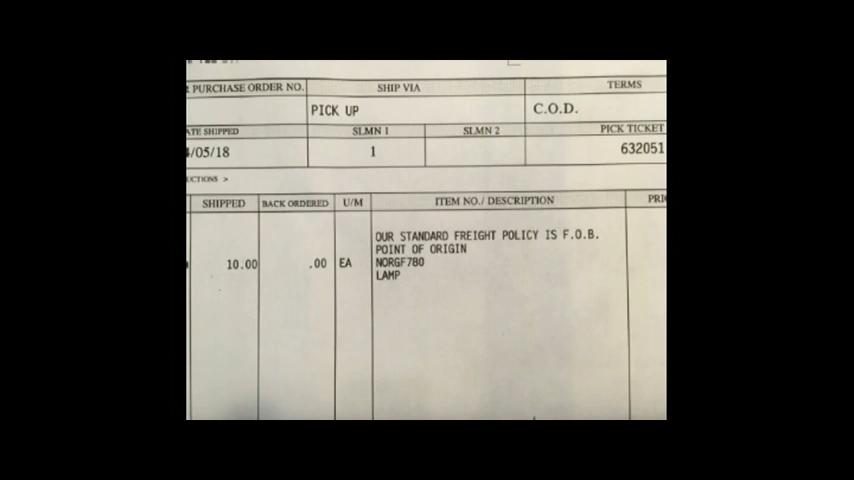 PURCHASE ORDER NO. SHIP VIA TERMS
PICK UP C.O.D.
SHIPPED SLMN 1 SLMN 2 PICK TICKET
/05/18 1 632051
>
SHIPPED BACK ORDERED U/M ITEM NO./ DESCRIPTION
OUR STANDARD FREIGHT POLICY IS F.O.B.
POINT OF ORIGIN
10.00 .00 EA NORGF780
LAMP